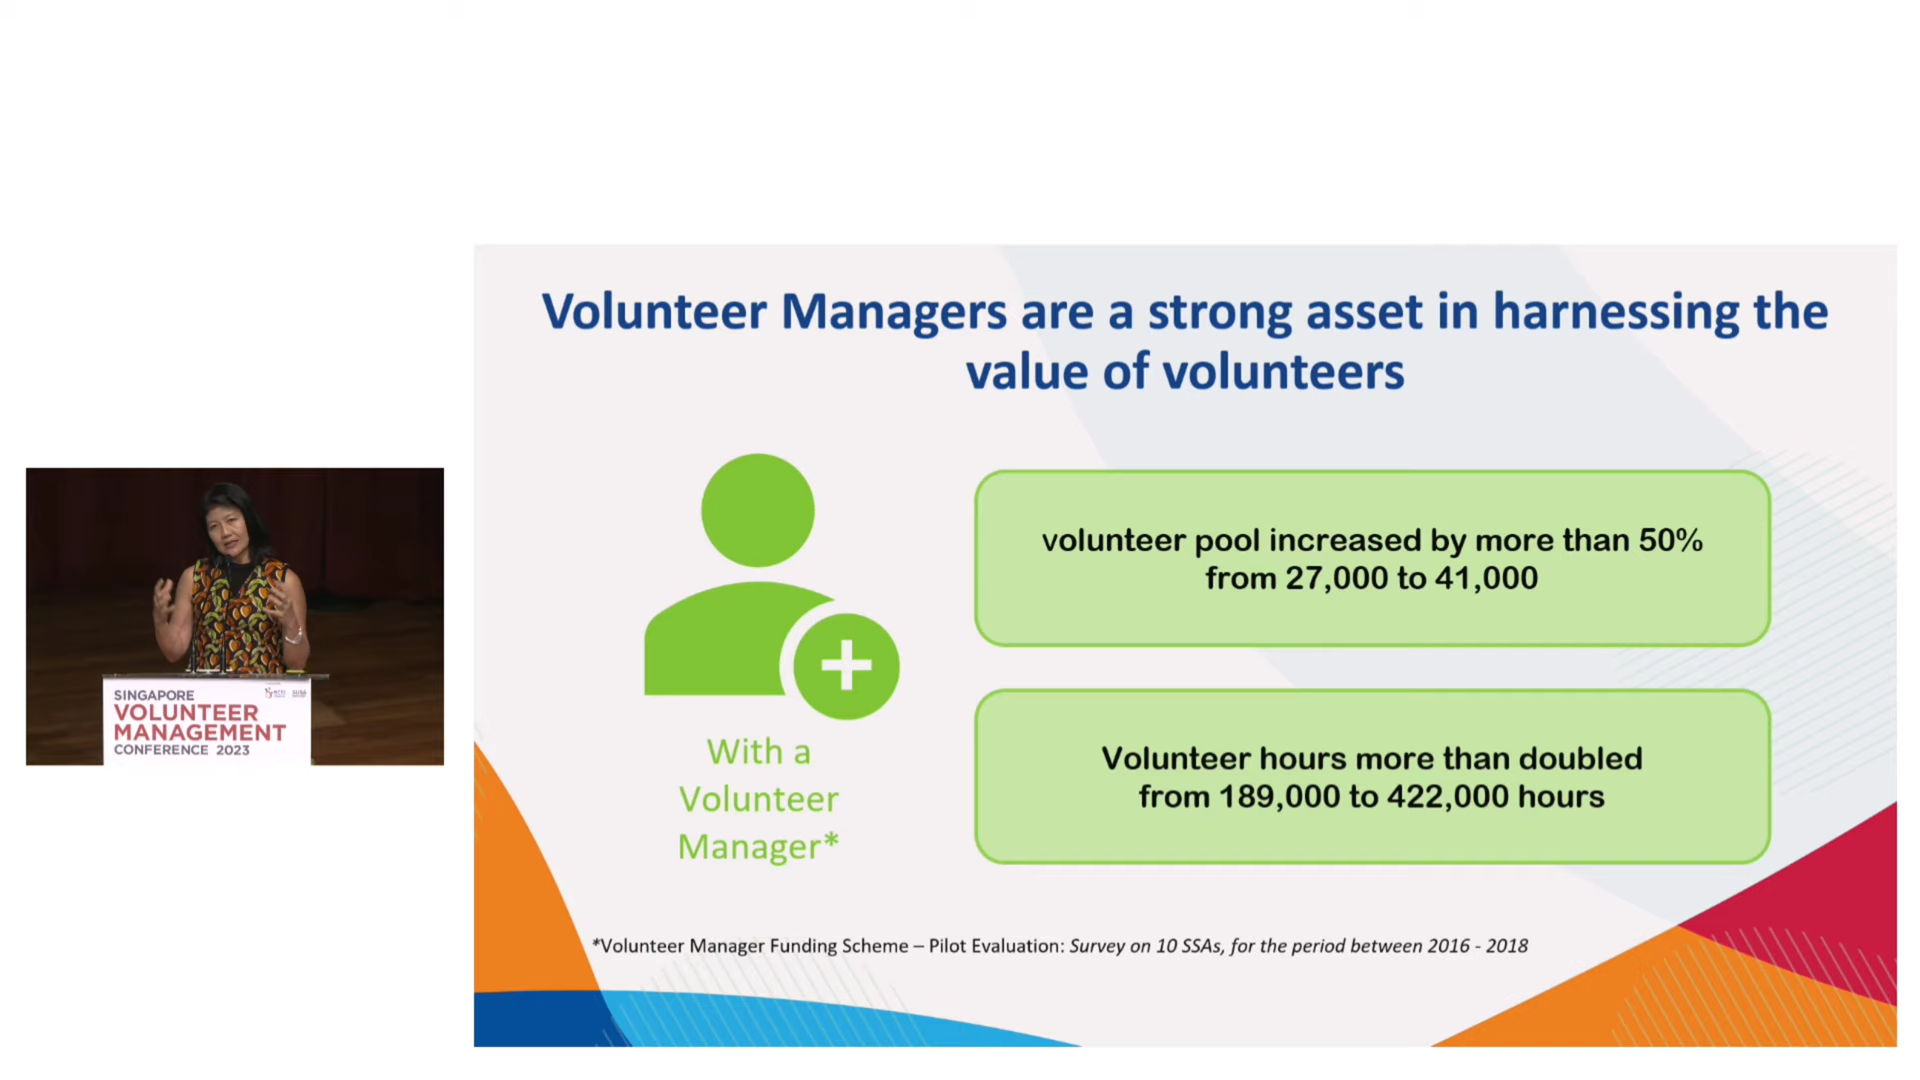 Volunteer Managers are a strong asset in harnessing the
value of volunteers
With a
Volunteer
Manager*
volunteer pool increased by more than 50%
from 27,000 to 41,000
Volunteer hours more than doubled
from 189,000 to 422,000 hours
*Volunteer Manager Funding Scheme – Pilot Evaluation: Survey on 10 SSAs, for the period between 2016 - 2018
SINGAPORE
VOLUNTEER
MANAGEMENT
CONFERENCE 2023